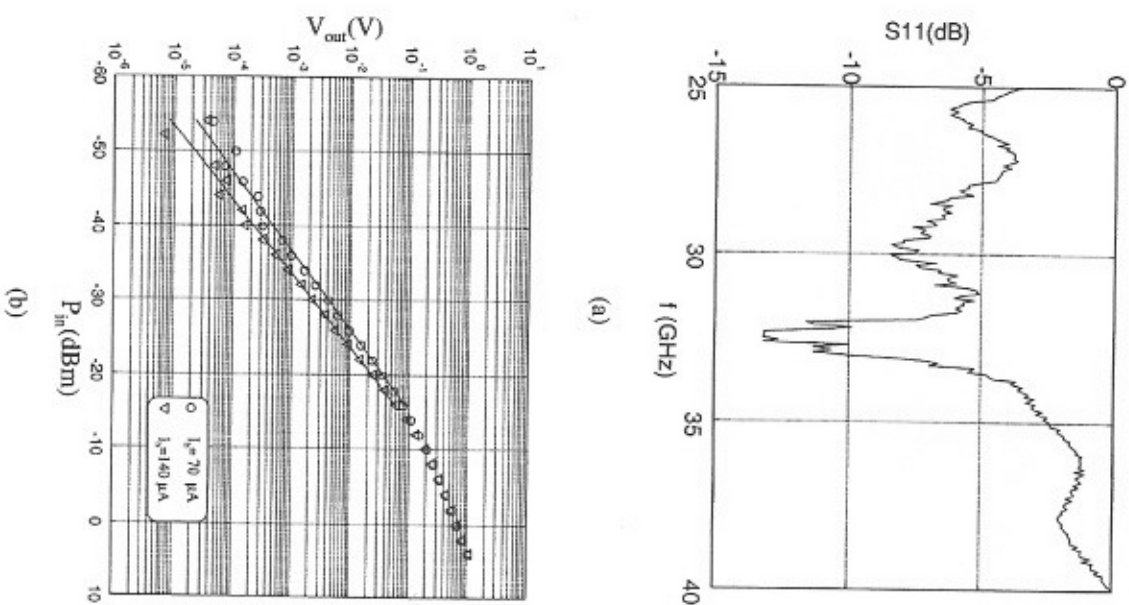 S11(dB)
0
-5
-10
-15
25 30 35 40
f (GHz)
(a)
V_out(V)
10^1
10^0
10^-1
10^-2
10^-3
10^-4
10^-5
10^-6
○ I_s= 70 µA
△ I_s=140 µA
-60 -50 -40 -30 -20 -10 0 10
P_in(dBm)
(b)